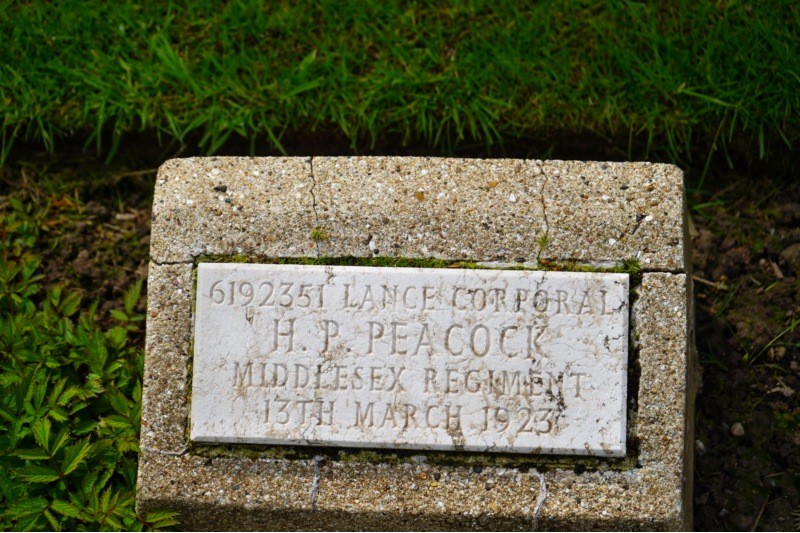 6192351 LANCE CORPORAL
H. P. PEACOCK
MIDDLESEX REGIMENT
13TH MARCH 1923